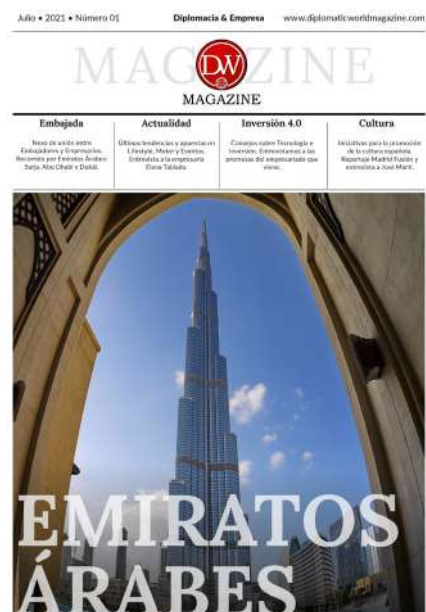 Julio • 2021 • Número 01
Diplomacia & Empresa
www.diplomaticworldmagazine.com
MAGAZINE
DW
MAGAZINE
Embajada
Nexo de unión entre
Embajadores y Empresarios.
Recorrido por Emiratos Árabes:
Sarja, Abu Dhabi e Dubái.
Actualidad
Últimas tendencias y apuestas en
Lifestyle, Motor y Eventos.
Entrevista a la empresaria
Elena Tablada.
Inversión 4.0
Consejos sobre Tecnología e
Inversión. Entrevistamos a las
promesas del empresariado que
viene.
Cultura
Iniciativas para la promoción
de la cultura española.
Reportaje Madrid Fusión y
entrevista a José Martí.
EMIRATOS
ÁRABES